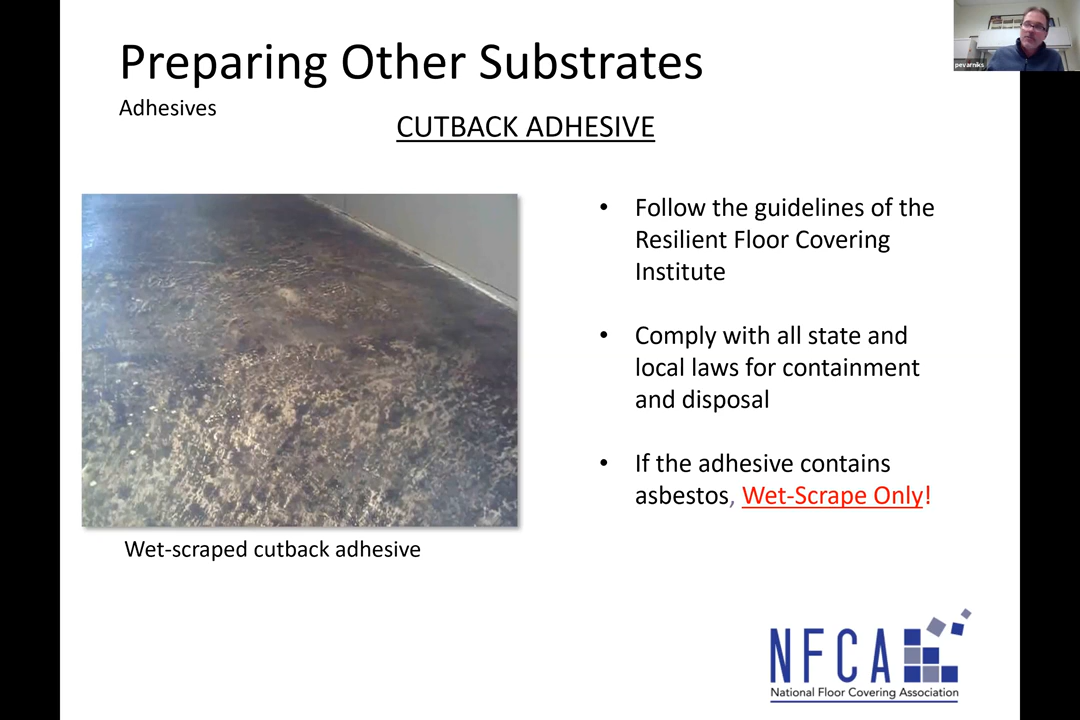 Preparing Other Substrates
Adhesives
CUTBACK ADHESIVE
• Follow the guidelines of the
Resilient Floor Covering
Institute
• Comply with all state and
local laws for containment
and disposal
• If the adhesive contains
asbestos, Wet-Scrape Only!
Wet-scraped cutback adhesive
NFCA
National Floor Covering Association
pevarniks